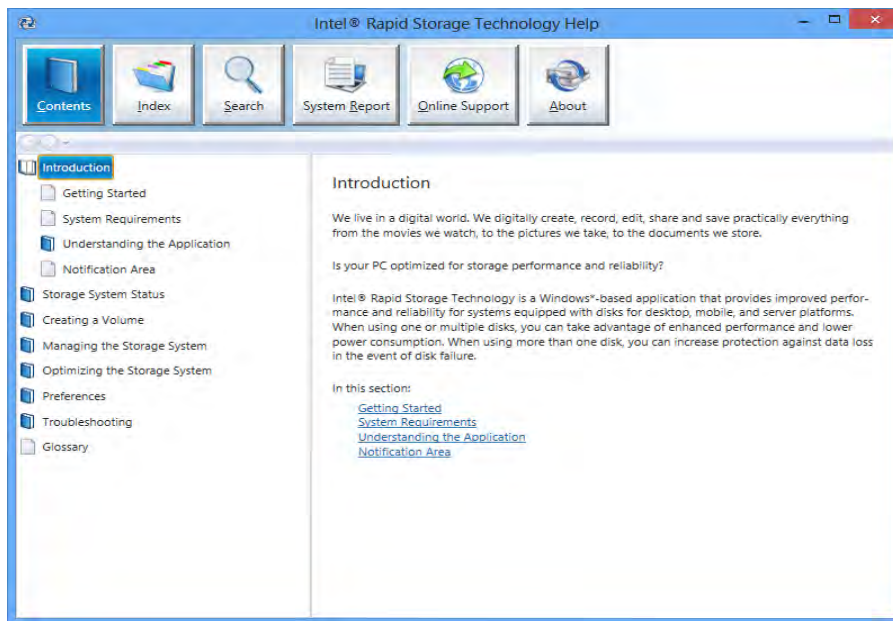 Intel® Rapid Storage Technology Help
Contents
Index
Search
System Report
Online Support
About
Introduction
Getting Started
System Requirements
Understanding the Application
Notification Area
Storage System Status
Creating a Volume
Managing the Storage System
Optimizing the Storage System
Preferences
Troubleshooting
Glossary
Introduction
We live in a digital world. We digitally create, record, edit, share and save practically everything
from the movies we watch, to the pictures we take, to the documents we store.
Is your PC optimized for storage performance and reliability?
Intel® Rapid Storage Technology is a Windows*-based application that provides improved perfor-
mance and reliability for systems equipped with disks for desktop, mobile, and server platforms.
When using one or multiple disks, you can take advantage of enhanced performance and lower
power consumption. When using more than one disk, you can increase protection against data loss
in the event of disk failure.
In this section:
Getting Started
System Requirements
Understanding the Application
Notification Area